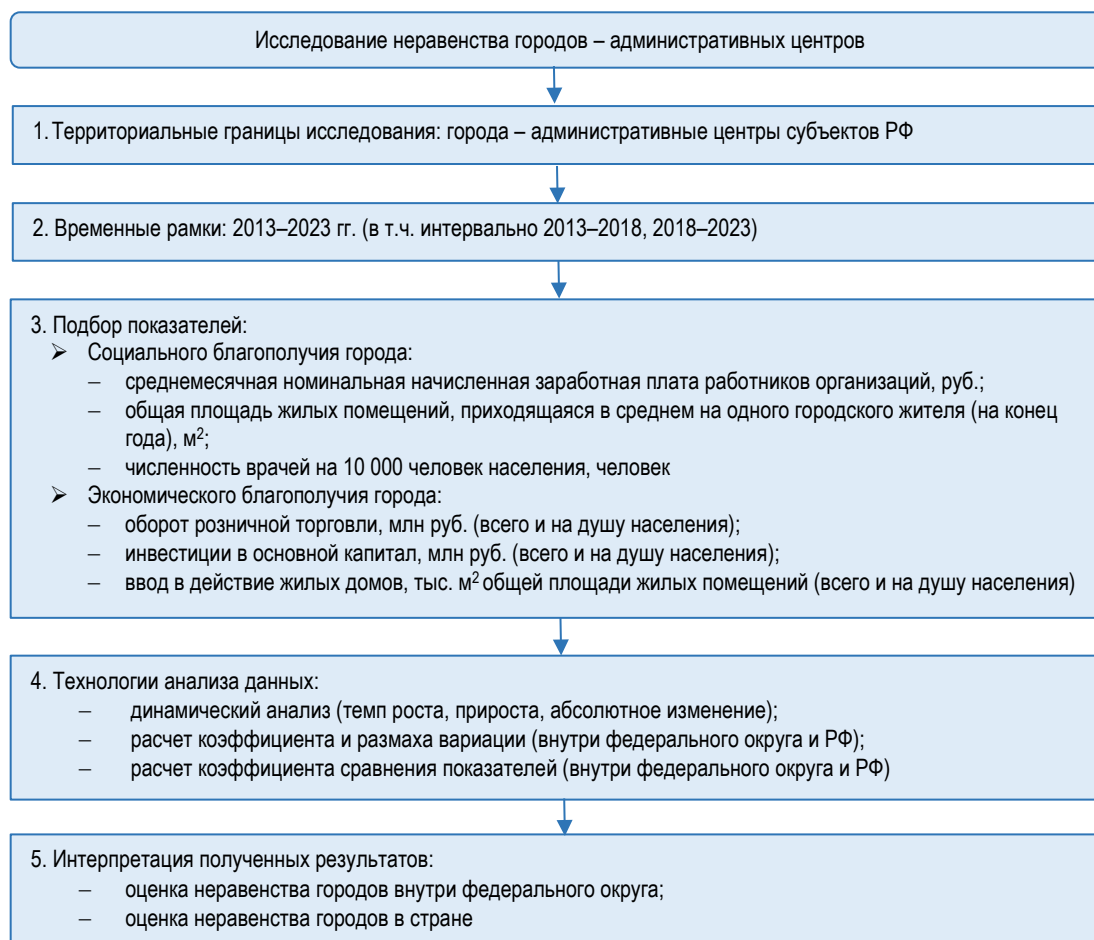 Исследование неравенства городов – административных центров
1. Территориальные границы исследования: города – административные центры субъектов РФ
2. Временные рамки: 2013–2023 гг. (в т.ч. интервально 2013–2018, 2018–2023)
3. Подбор показателей:
➢ Социального благополучия города:
– среднемесячная номинальная начисленная заработная плата работников организаций, руб.;
– общая площадь жилых помещений, приходящаяся в среднем на одного городского жителя (на конец
года), м²;
– численность врачей на 10 000 человек населения, человек
➢ Экономического благополучия города:
– оборот розничной торговли, млн руб. (всего и на душу населения);
– инвестиции в основной капитал, млн руб. (всего и на душу населения);
– ввод в действие жилых домов, тыс. м² общей площади жилых помещений (всего и на душу населения)
4. Технологии анализа данных:
– динамический анализ (темп роста, прироста, абсолютное изменение);
– расчет коэффициента и размаха вариации (внутри федерального округа и РФ);
– расчет коэффициента сравнения показателей (внутри федерального округа и РФ)
5. Интерпретация полученных результатов:
– оценка неравенства городов внутри федерального округа;
– оценка неравенства городов в стране